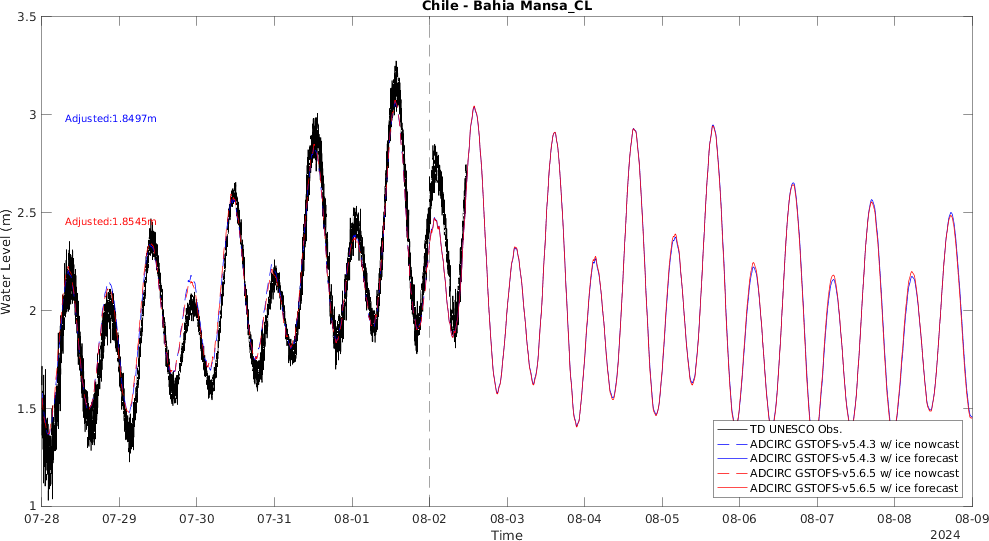 Chile - Bahia Mansa_CL
3.5
3
2.5
2
1.5
1
Water Level (m)
Adjusted:1.8497m
Adjusted:1.8545m
TD UNESCO Obs.
ADCIRC GSTOFS-v5.4.3 w/ ice nowcast
ADCIRC GSTOFS-v5.4.3 w/ ice forecast
ADCIRC GSTOFS-v5.6.5 w/ ice nowcast
ADCIRC GSTOFS-v5.6.5 w/ ice forecast
07-28 07-29 07-30 07-31 08-01 08-02 08-03 08-04 08-05 08-06 08-07 08-08 08-09
Time
2024